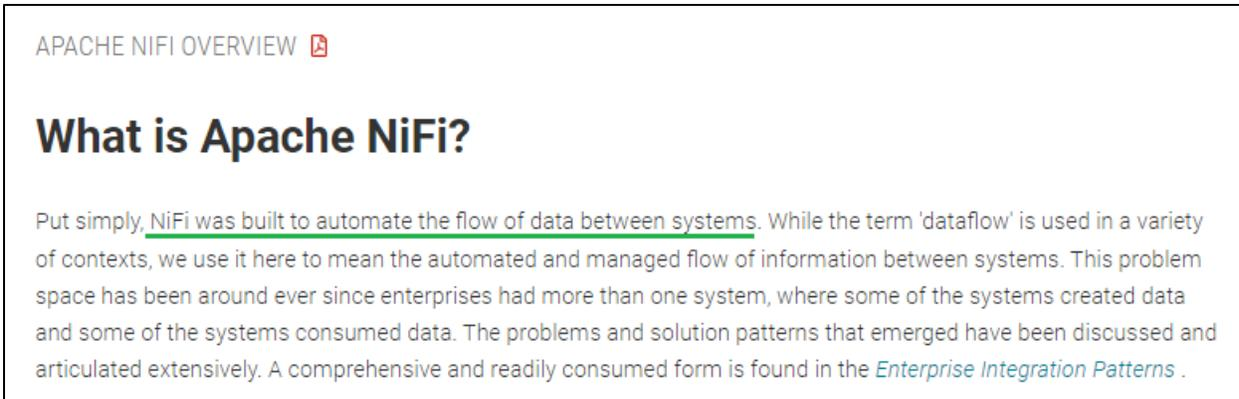 APACHE NIFI OVERVIEW
What is Apache NiFi?
Put simply, NiFi was built to automate the flow of data between systems. While the term 'dataflow' is used in a variety
of contexts, we use it here to mean the automated and managed flow of information between systems. This problem
space has been around ever since enterprises had more than one system, where some of the systems created data
and some of the systems consumed data. The problems and solution patterns that emerged have been discussed and
articulated extensively. A comprehensive and readily consumed form is found in the Enterprise Integration Patterns .